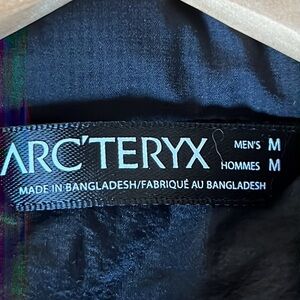 ARC'TERYX
MEN'S M
HOMMES M
MADE IN BANGLADESH/FABRIQUÉ AU BANGLADESH